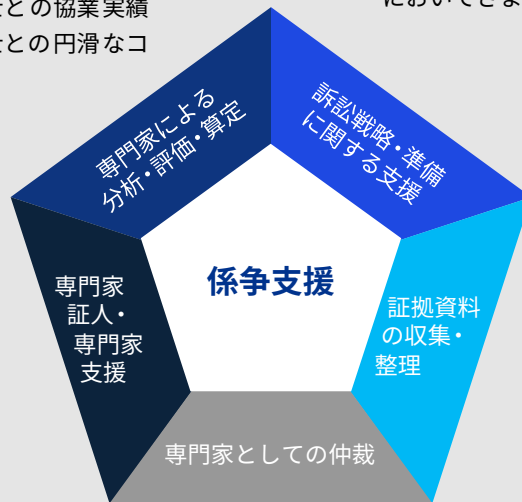 との協業実績
との円滑なコ
においてきま
専門家による
分析・評価・算定
訴訟戦略・準備
に関する支援
係争支援
専門家
証人・
専門家
支援
証拠資料
の収集・
整理
専門家としての仲裁